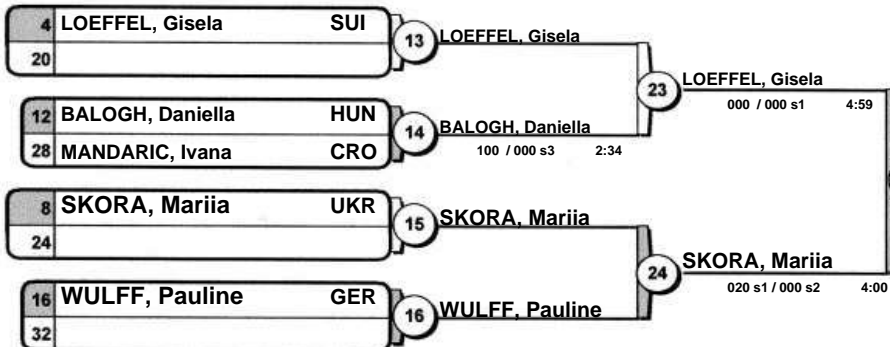 4 LOEFFEL, Gisela SUI
20
13
LOEFFEL, Gisela
12 BALOGH, Daniella HUN
28 MANDARIC, Ivana CRO
14
BALOGH, Daniella
100 / 000 s3 2:34
23
LOEFFEL, Gisela
000 / 000 s1 4:59
8 SKORA, Mariia UKR
24
15
SKORA, Mariia
16 WULFF, Pauline GER
32
16
WULFF, Pauline
24
SKORA, Mariia
020 s1 / 000 s2 4:00